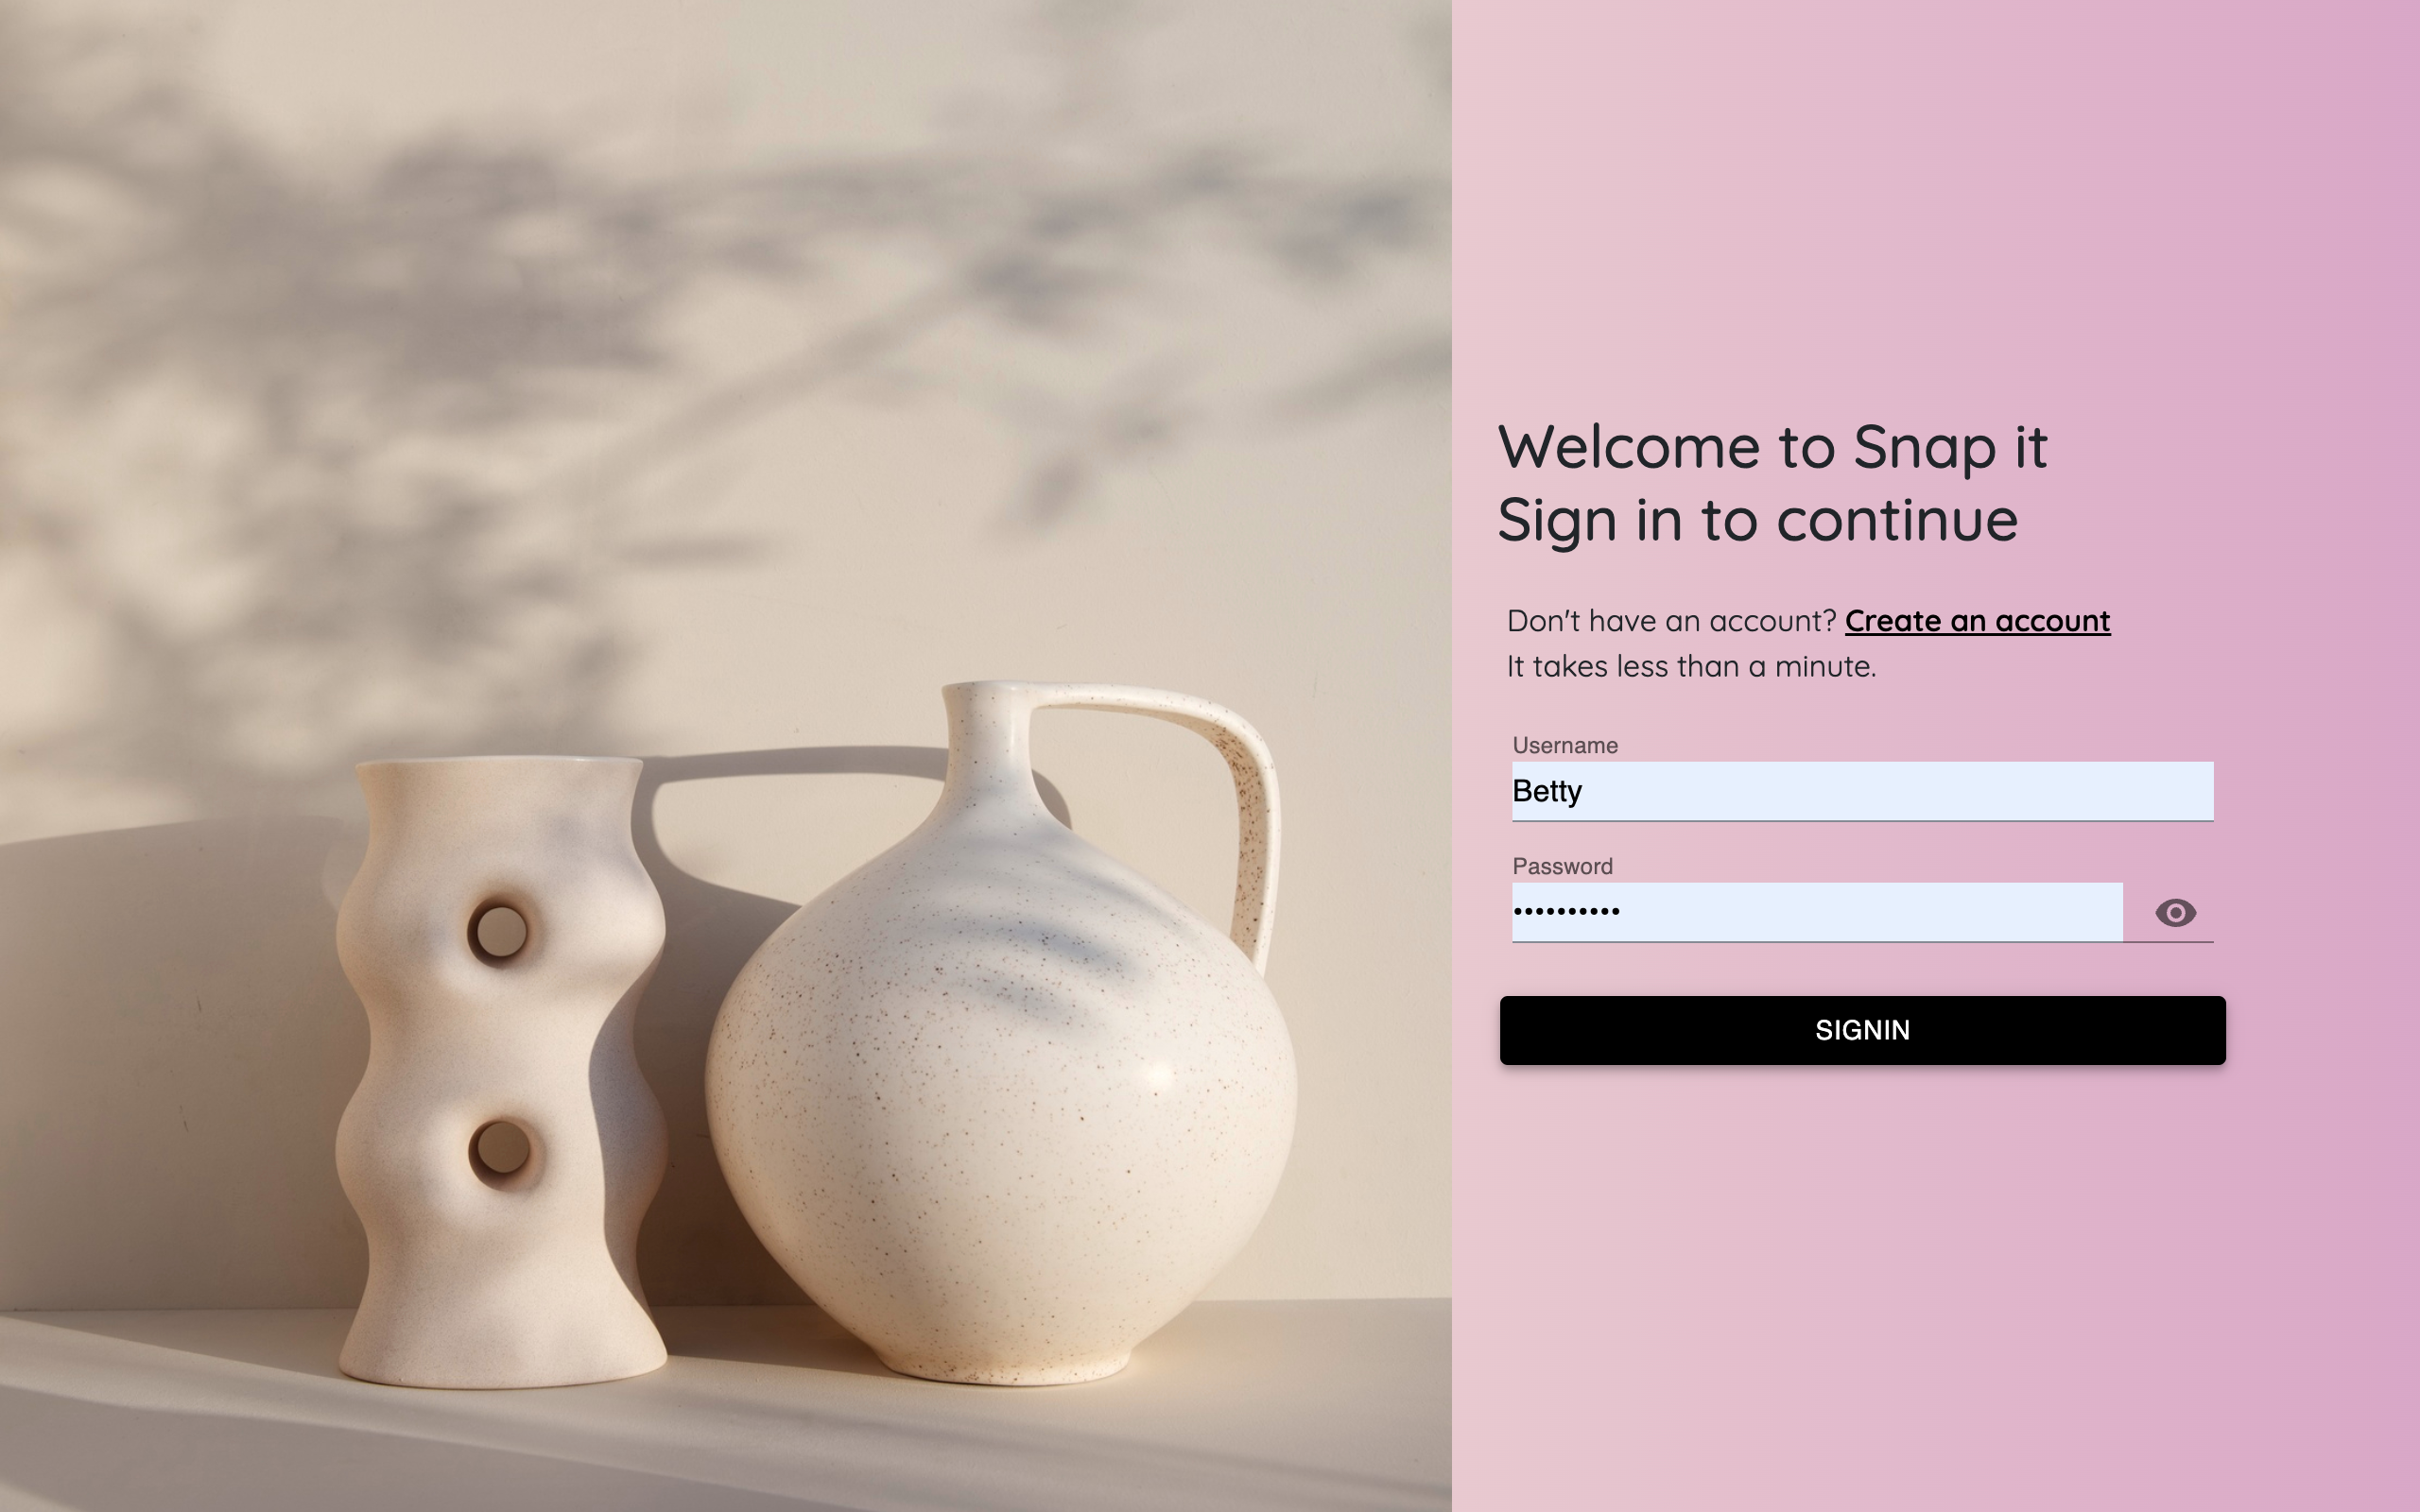 Welcome to Snap it
Sign in to continue
Don't have an account? Create an account
It takes less than a minute.
Username
Betty
Password
••••••••••
SIGNIN